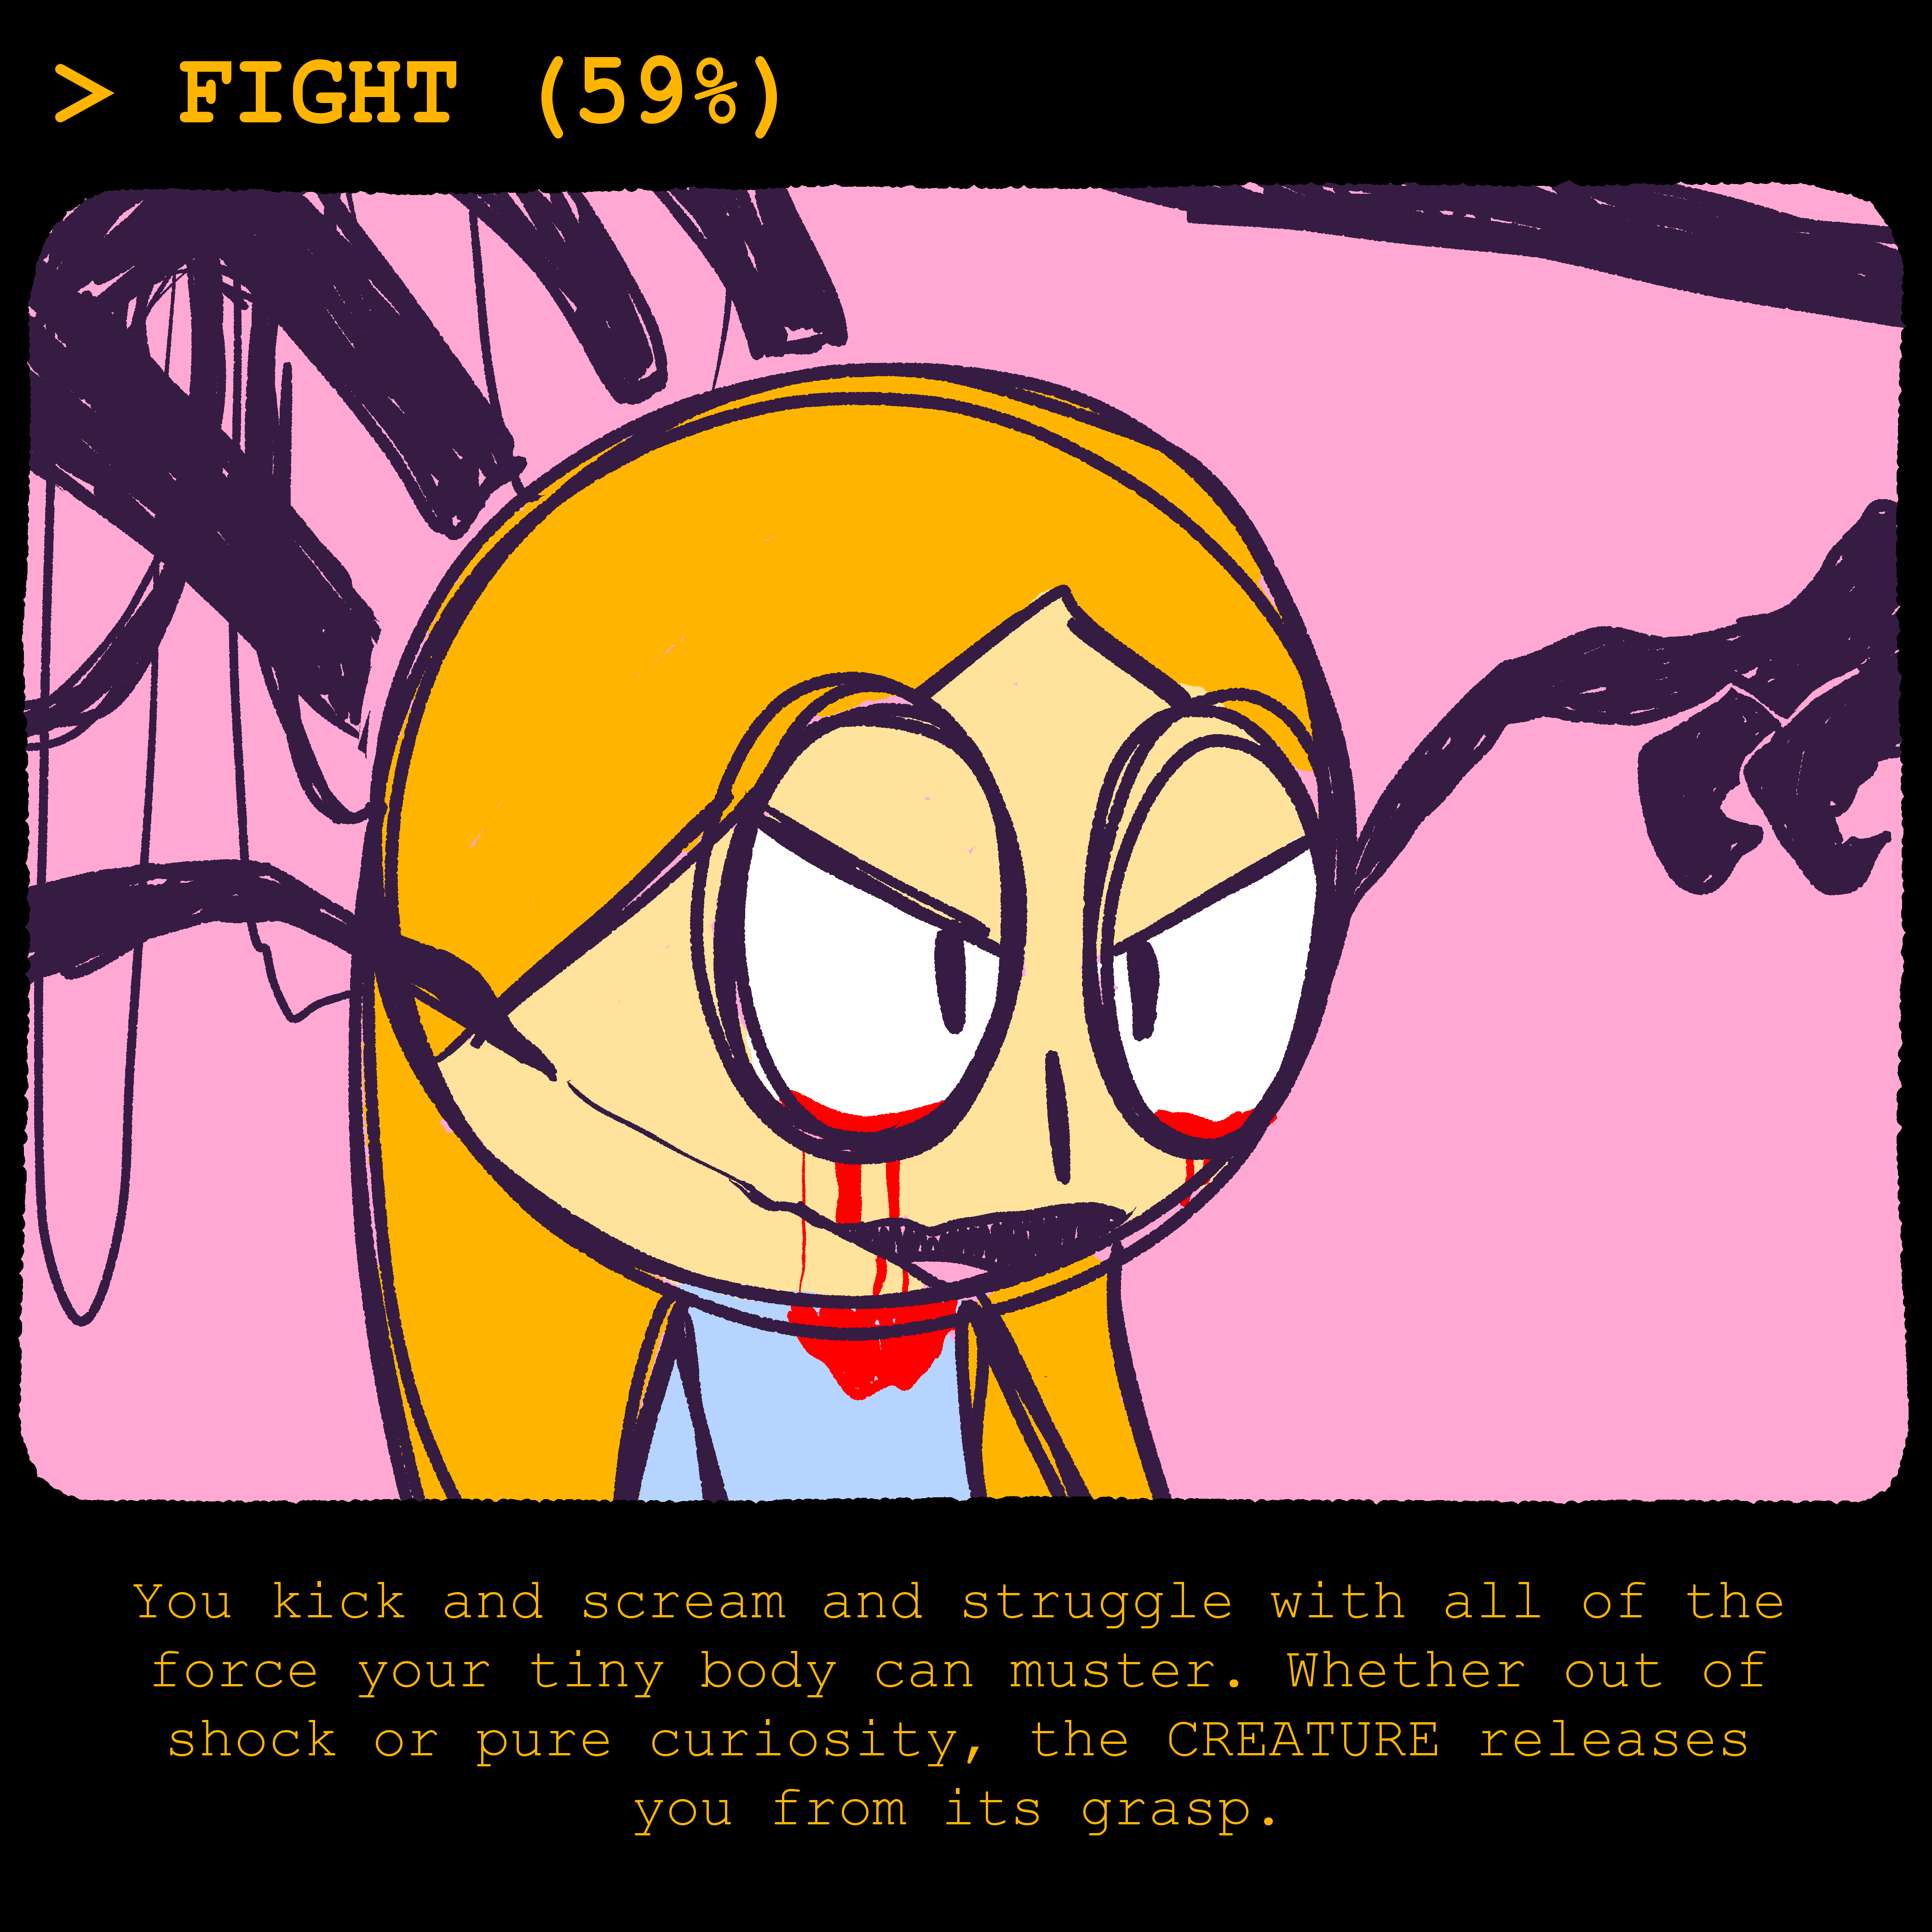 > FIGHT (59%)
You kick and scream and struggle with all of the
force your tiny body can muster. Whether out of
shock or pure curiosity, the CREATURE releases
you from its grasp.